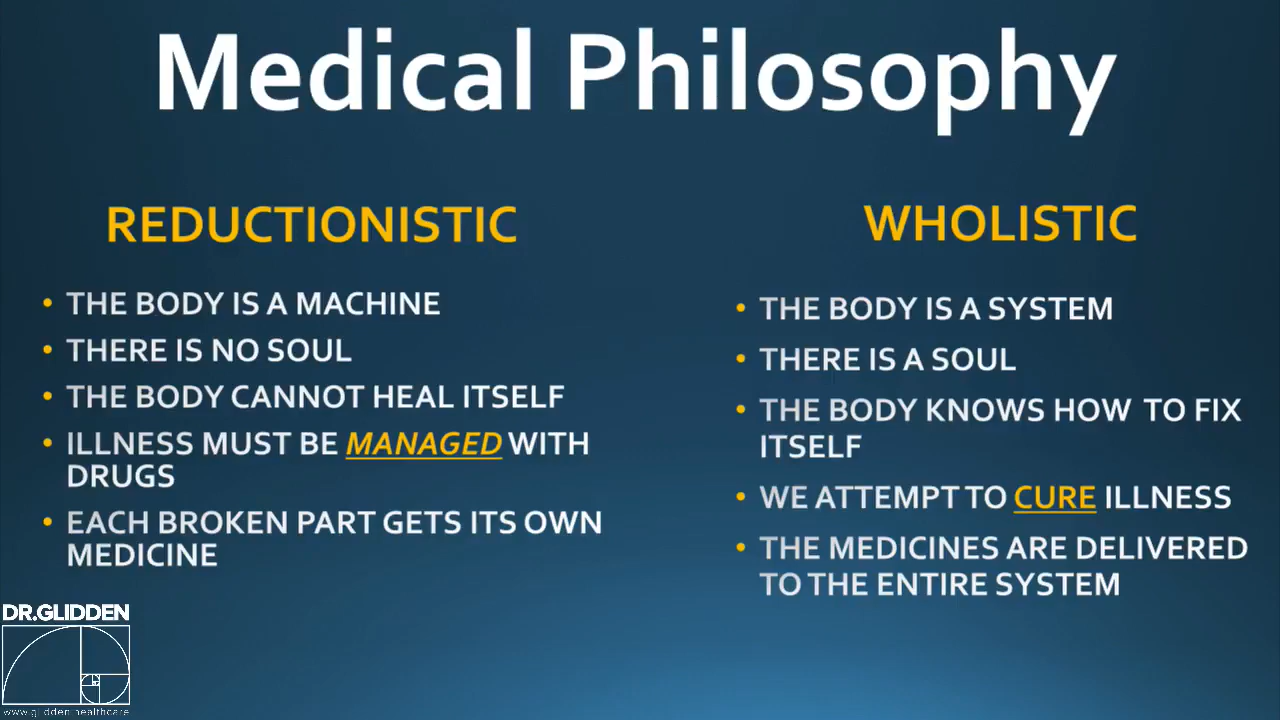 Medical Philosophy
REDUCTIONISTIC
• THE BODY IS A MACHINE
• THERE IS NO SOUL
• THE BODY CANNOT HEAL ITSELF
• ILLNESS MUST BE MANAGED WITH
DRUGS
• EACH BROKEN PART GETS ITS OWN
MEDICINE
WHOLISTIC
• THE BODY IS A SYSTEM
• THERE IS A SOUL
• THE BODY KNOWS HOW TO FIX
ITSELF
• WE ATTEMPT TO CURE ILLNESS
• THE MEDICINES ARE DELIVERED
TO THE ENTIRE SYSTEM
DR.GLIDDEN
www.glidden.healthcare